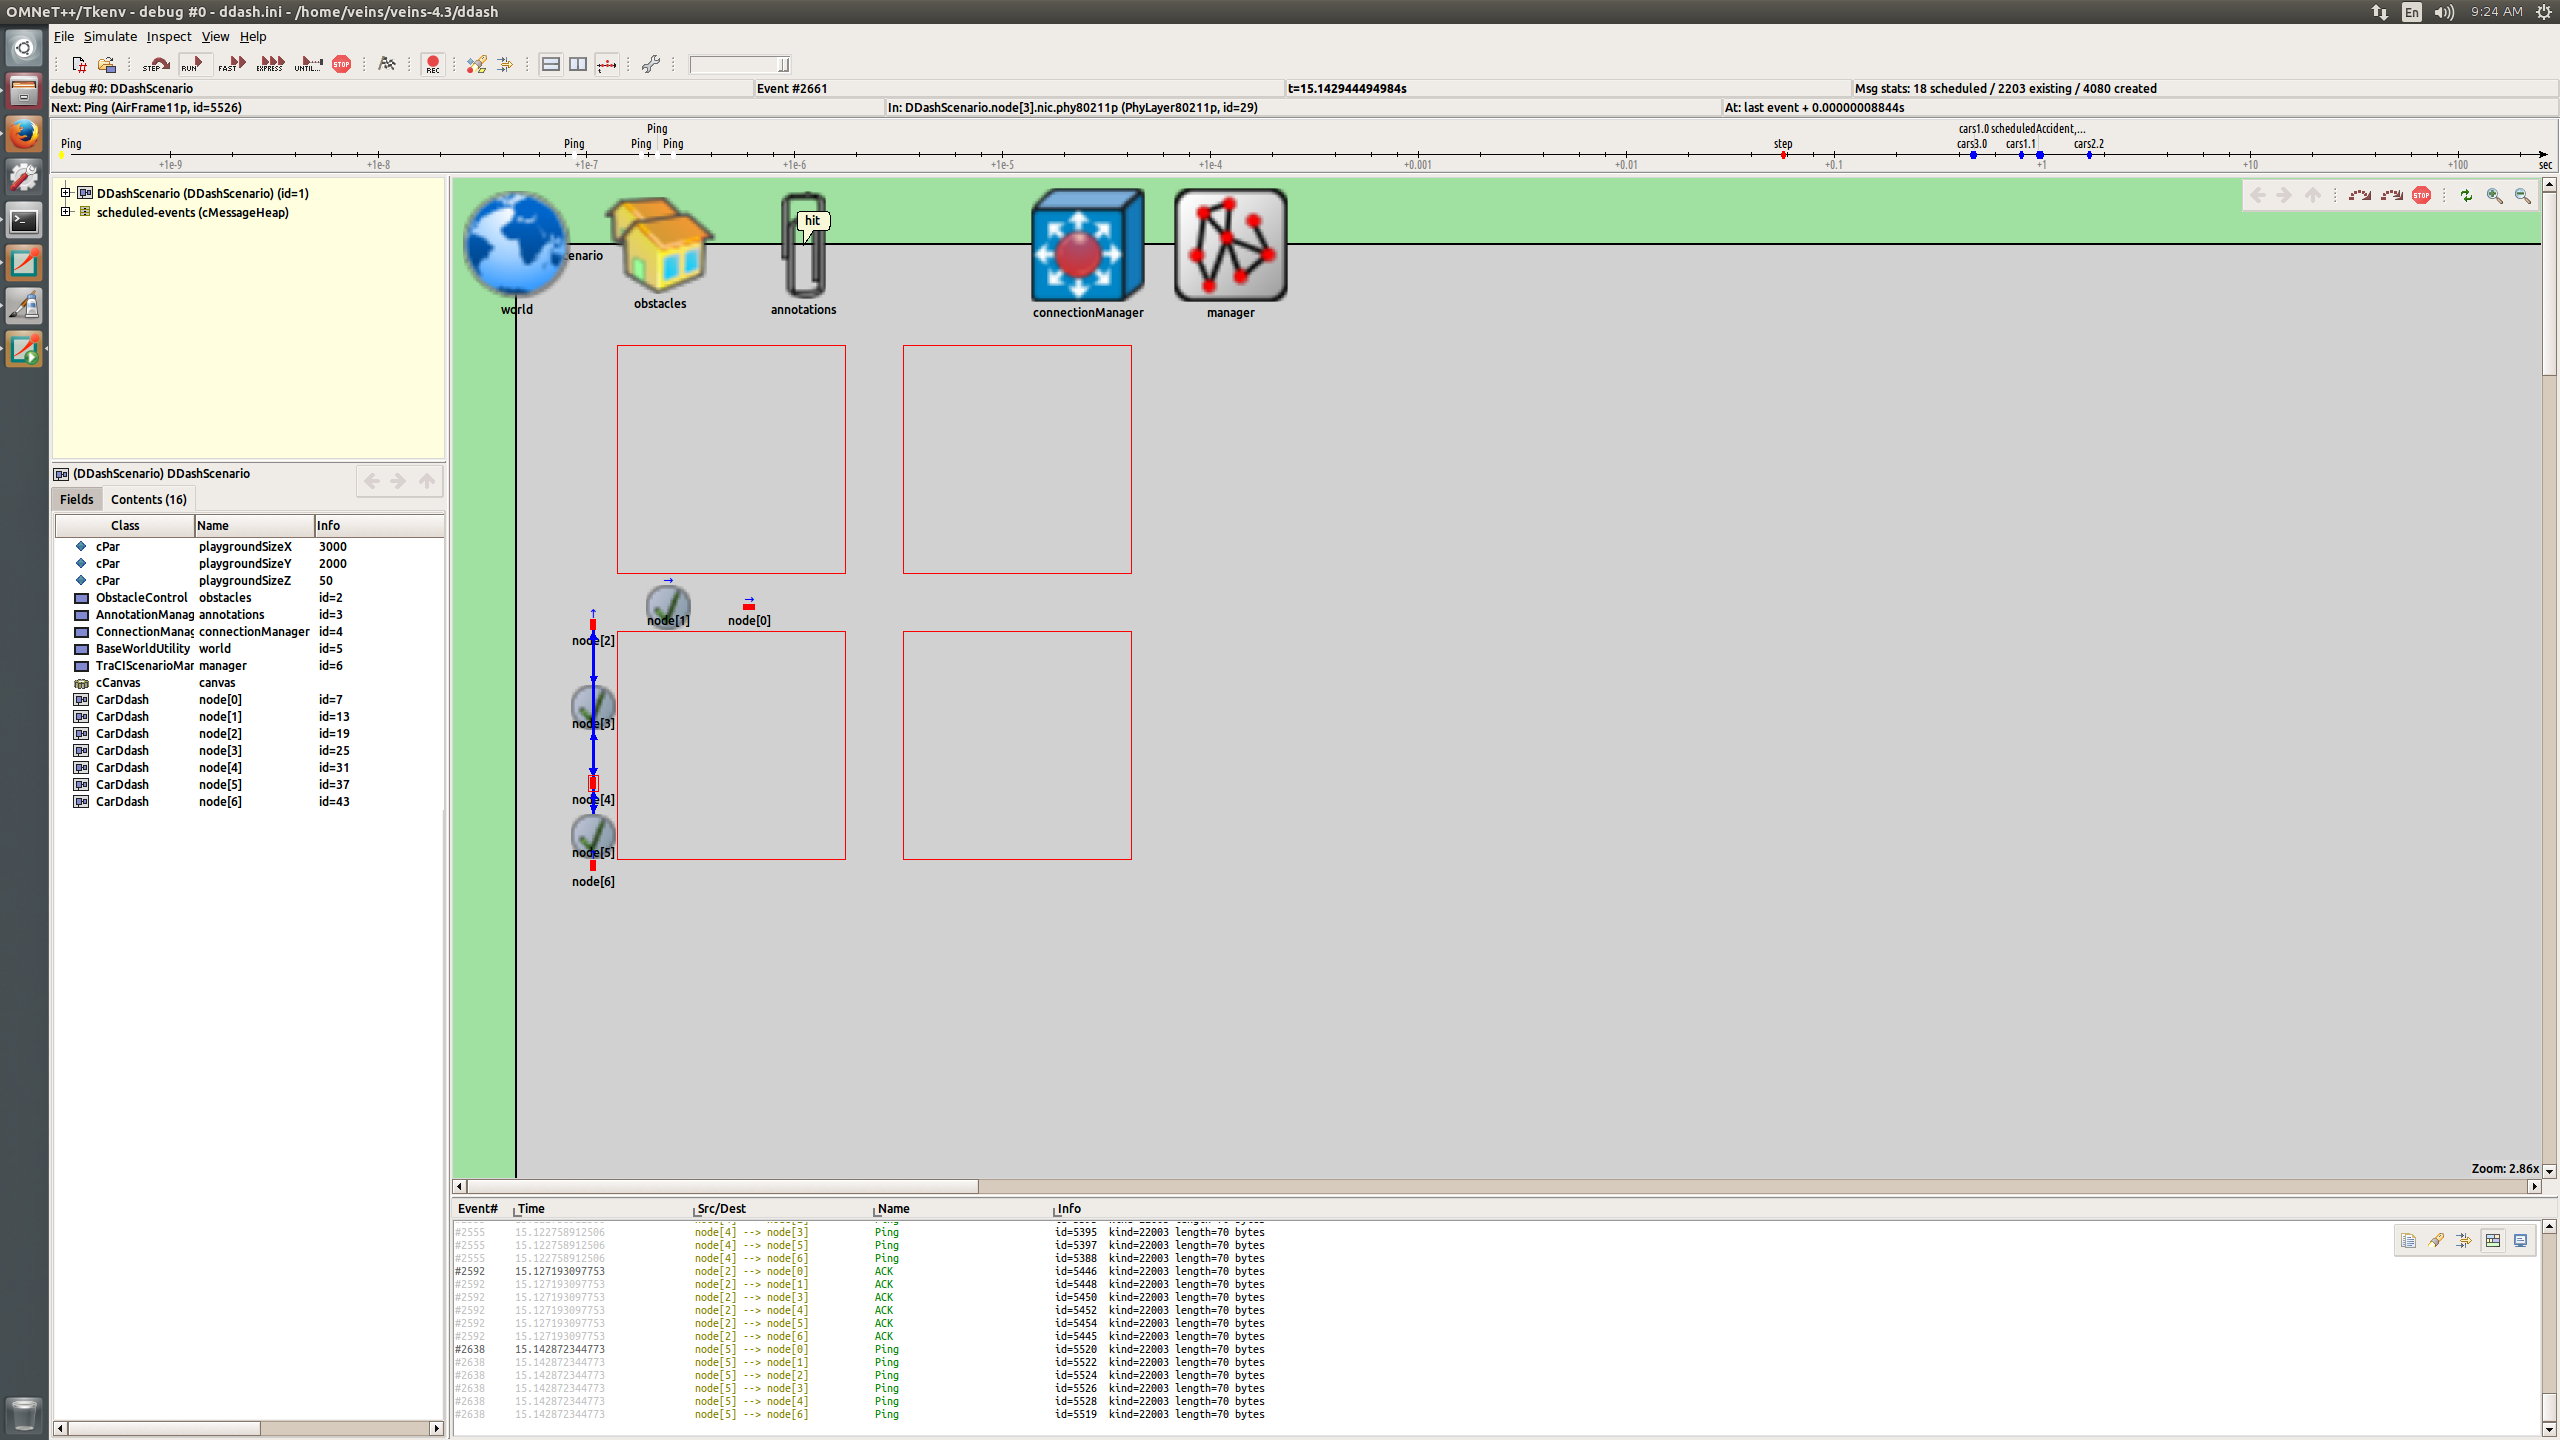 OMNeT++/Tkenv - debug #0 - ddash.ini - /home/veins/veins-4.3/ddash
En
9:24 AM
File Simulate Inspect View Help
STEP RUN FAST EXPRESS UNTIL... STOP REC
debug #0: DDashScenario
Event #2661
t=15.142944494984s
Msg stats: 18 scheduled / 2203 existing / 4080 created
Next: Ping (AirFrame11p, id=5526)
In: DDashScenario.node[3].nic.phy80211p (PhyLayer80211p, id=29)
At: last event + 0.00000008844s
Ping
cars1.0 scheduledAccident,...
Ping Ping Ping Ping step cars3.0 cars1.1 cars2.2
+1e-9 +1e-8 +1e-7 +1e-6 +1e-5 +1e-4 +0.001 +0.01 +0.1 +1 +10 +100 sec
DDashScenario (DDashScenario) (id=1)
scheduled-events (cMessageHeap)
(DDashScenario) DDashScenario
Fields
Contents (16)
Class Name Info
cPar playgroundSizeX 3000
cPar playgroundSizeY 2000
cPar playgroundSizeZ 50
ObstacleControl obstacles id=2
AnnotationManag annotations id=3
ConnectionManag connectionManager id=4
BaseWorldUtility world id=5
TraCIScenarioMar manager id=6
cCanvas canvas
CarDdash node[0] id=7
CarDdash node[1] id=13
CarDdash node[2] id=19
CarDdash node[3] id=25
CarDdash node[4] id=31
CarDdash node[5] id=37
CarDdash node[6] id=43
hit
STOP
enario
world
obstacles
annotations
connectionManager
manager
node[1]
node[0]
node[2]
node[3]
node[4]
node[5]
node[6]
Zoom: 2.86x
Event# Time Src/Dest Name Info
#2555 15.122758912506 node[4] --> node[3] Ping id=5395 kind=22003 length=70 bytes
#2555 15.122758912506 node[4] --> node[5] Ping id=5397 kind=22003 length=70 bytes
#2555 15.122758912506 node[4] --> node[6] Ping id=5388 kind=22003 length=70 bytes
#2592 15.127193097753 node[2] --> node[0] ACK id=5446 kind=22003 length=70 bytes
#2592 15.127193097753 node[2] --> node[1] ACK id=5448 kind=22003 length=70 bytes
#2592 15.127193097753 node[2] --> node[3] ACK id=5450 kind=22003 length=70 bytes
#2592 15.127193097753 node[2] --> node[4] ACK id=5452 kind=22003 length=70 bytes
#2592 15.127193097753 node[2] --> node[5] ACK id=5454 kind=22003 length=70 bytes
#2592 15.127193097753 node[2] --> node[6] ACK id=5445 kind=22003 length=70 bytes
#2638 15.142872344773 node[5] --> node[0] Ping id=5520 kind=22003 length=70 bytes
#2638 15.142872344773 node[5] --> node[1] Ping id=5522 kind=22003 length=70 bytes
#2638 15.142872344773 node[5] --> node[2] Ping id=5524 kind=22003 length=70 bytes
#2638 15.142872344773 node[5] --> node[3] Ping id=5526 kind=22003 length=70 bytes
#2638 15.142872344773 node[5] --> node[4] Ping id=5528 kind=22003 length=70 bytes
#2638 15.142872344773 node[5] --> node[6] Ping id=5519 kind=22003 length=70 bytes